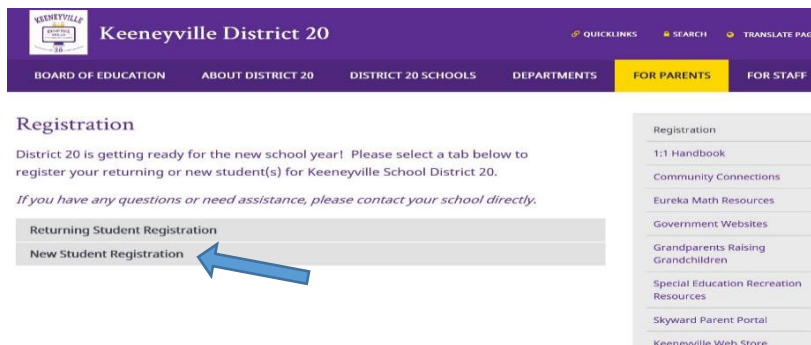 KEENEYVILLE
20
Keeneyville District 20
QUICKLINKS SEARCH TRANSLATE PAG
BOARD OF EDUCATION ABOUT DISTRICT 20 DISTRICT 20 SCHOOLS DEPARTMENTS FOR PARENTS FOR STAFF
Registration
District 20 is getting ready for the new school year! Please select a tab below to
register your returning or new student(s) for Keeneyville School District 20.
If you have any questions or need assistance, please contact your school directly.
Returning Student Registration
New Student Registration
Registration
1:1 Handbook
Community Connections
Eureka Math Resources
Government Websites
Grandparents Raising
Grandchildren
Special Education Recreation
Resources
Skyward Parent Portal
Keeneyville Web Store